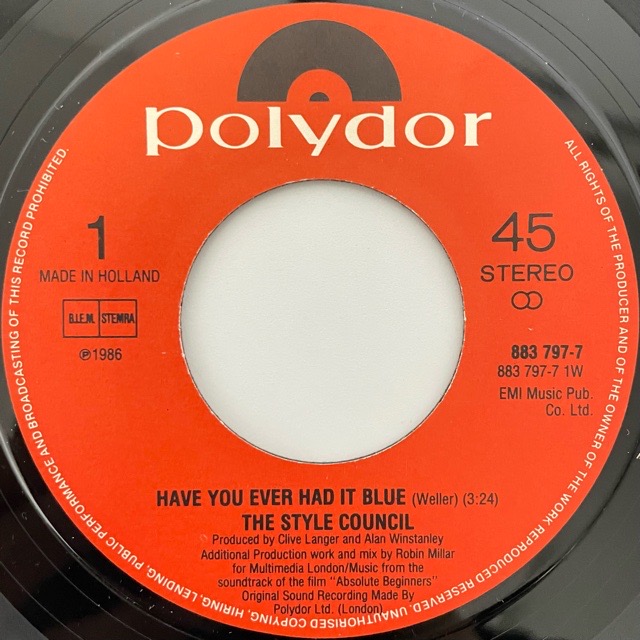 polydor
1
MADE IN HOLLAND
B.I.E.M. STEMRA
℗1986
45
STEREO
883 797-7
883 797-7 1W
EMI Music Pub.
Co. Ltd.
HAVE YOU EVER HAD IT BLUE (Weller) (3:24)
THE STYLE COUNCIL
Produced by Clive Langer and Alan Winstanley
Additional Production work and mix by Robin Millar
for Multimedia London/Music from the
soundtrack of the film "Absolute Beginners"
Original Sound Recording Made By
Polydor Ltd. (London)
ALL RIGHTS OF THE PRODUCER AND OF THE OWNER OF THE WORK REPRODUCED RESERVED. UNAUTHORISED COPYING, HIRING, LENDING, PUBLIC PERFORMANCE AND BROADCASTING OF THIS RECORD PROHIBITED.